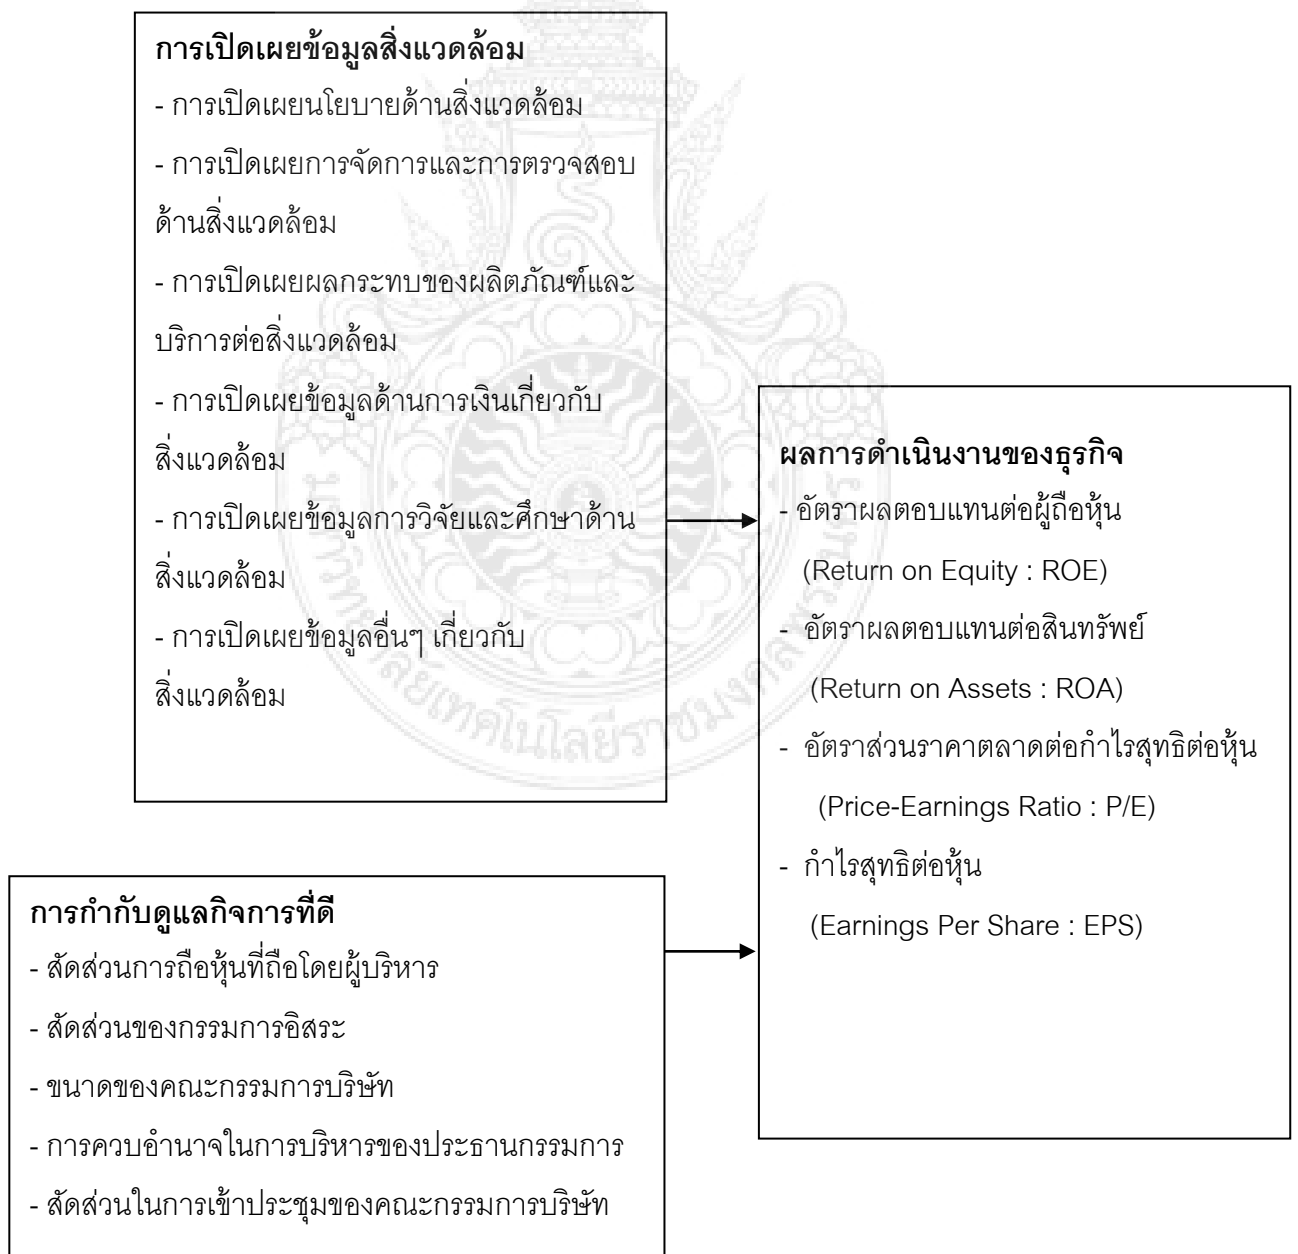 การเปิดเผยข้อมูลสิ่งแวดล้อม
- การเปิดเผยนโยบายด้านสิ่งแวดล้อม
- การเปิดเผยการจัดการและการตรวจสอบ
ด้านสิ่งแวดล้อม
- การเปิดเผยผลกระทบของผลิตภัณฑ์และ
บริการต่อสิ่งแวดล้อม
- การเปิดเผยข้อมูลด้านการเงินเกี่ยวกับ
สิ่งแวดล้อม
- การเปิดเผยข้อมูลการวิจัยและศึกษาด้าน
สิ่งแวดล้อม
- การเปิดเผยข้อมูลอื่นๆ เกี่ยวกับ
สิ่งแวดล้อม
ผลการดำเนินงานของธุรกิจ
- อัตราผลตอบแทนต่อผู้ถือหุ้น
(Return on Equity : ROE)
- อัตราผลตอบแทนต่อสินทรัพย์
(Return on Assets : ROA)
- อัตราส่วนราคาตลาดต่อกำไรสุทธิต่อหุ้น
(Price-Earnings Ratio : P/E)
- กำไรสุทธิต่อหุ้น
(Earnings Per Share : EPS)
การกำกับดูแลกิจการที่ดี
- สัดส่วนการถือหุ้นที่ถือโดยผู้บริหาร
- สัดส่วนของกรรมการอิสระ
- ขนาดของคณะกรรมการบริษัท
- การควบอำนาจในการบริหารของประธานกรรมการ
- สัดส่วนในการเข้าประชุมของคณะกรรมการบริษัท